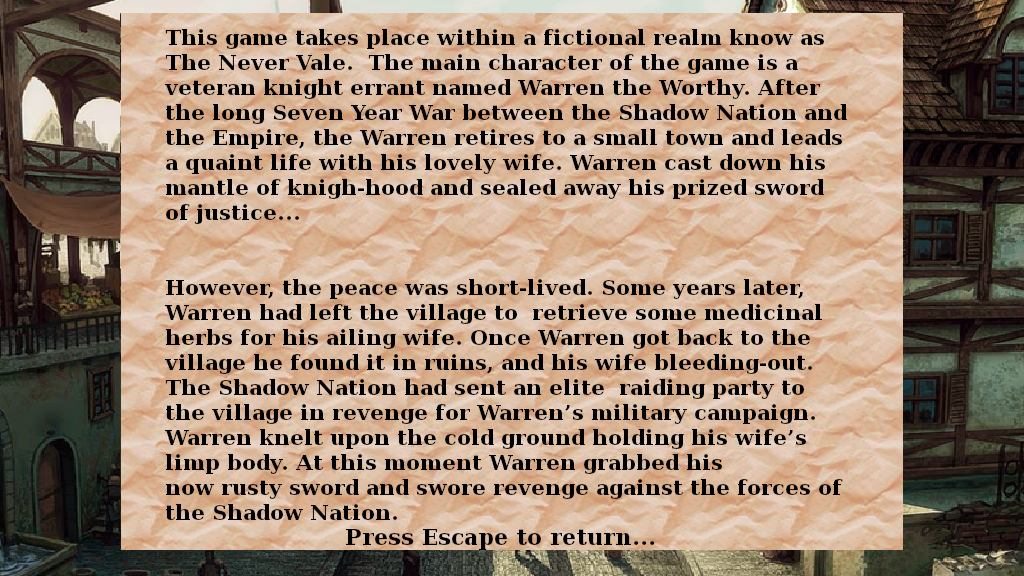 This game takes place within a fictional realm know as
The Never Vale.  The main character of the game is a
veteran knight errant named Warren the Worthy. After
the long Seven Year War between the Shadow Nation and
the Empire, the Warren retires to a small town and leads
a quaint life with his lovely wife. Warren cast down his
mantle of knigh-hood and sealed away his prized sword
of justice...
However, the peace was short-lived. Some years later,
Warren had left the village to  retrieve some medicinal
herbs for his ailing wife. Once Warren got back to the
village he found it in ruins, and his wife bleeding-out.
The Shadow Nation had sent an elite  raiding party to
the village in revenge for Warren’s military campaign.
Warren knelt upon the cold ground holding his wife’s
limp body. At this moment Warren grabbed his
now rusty sword and swore revenge against the forces of
the Shadow Nation.
Press Escape to return...